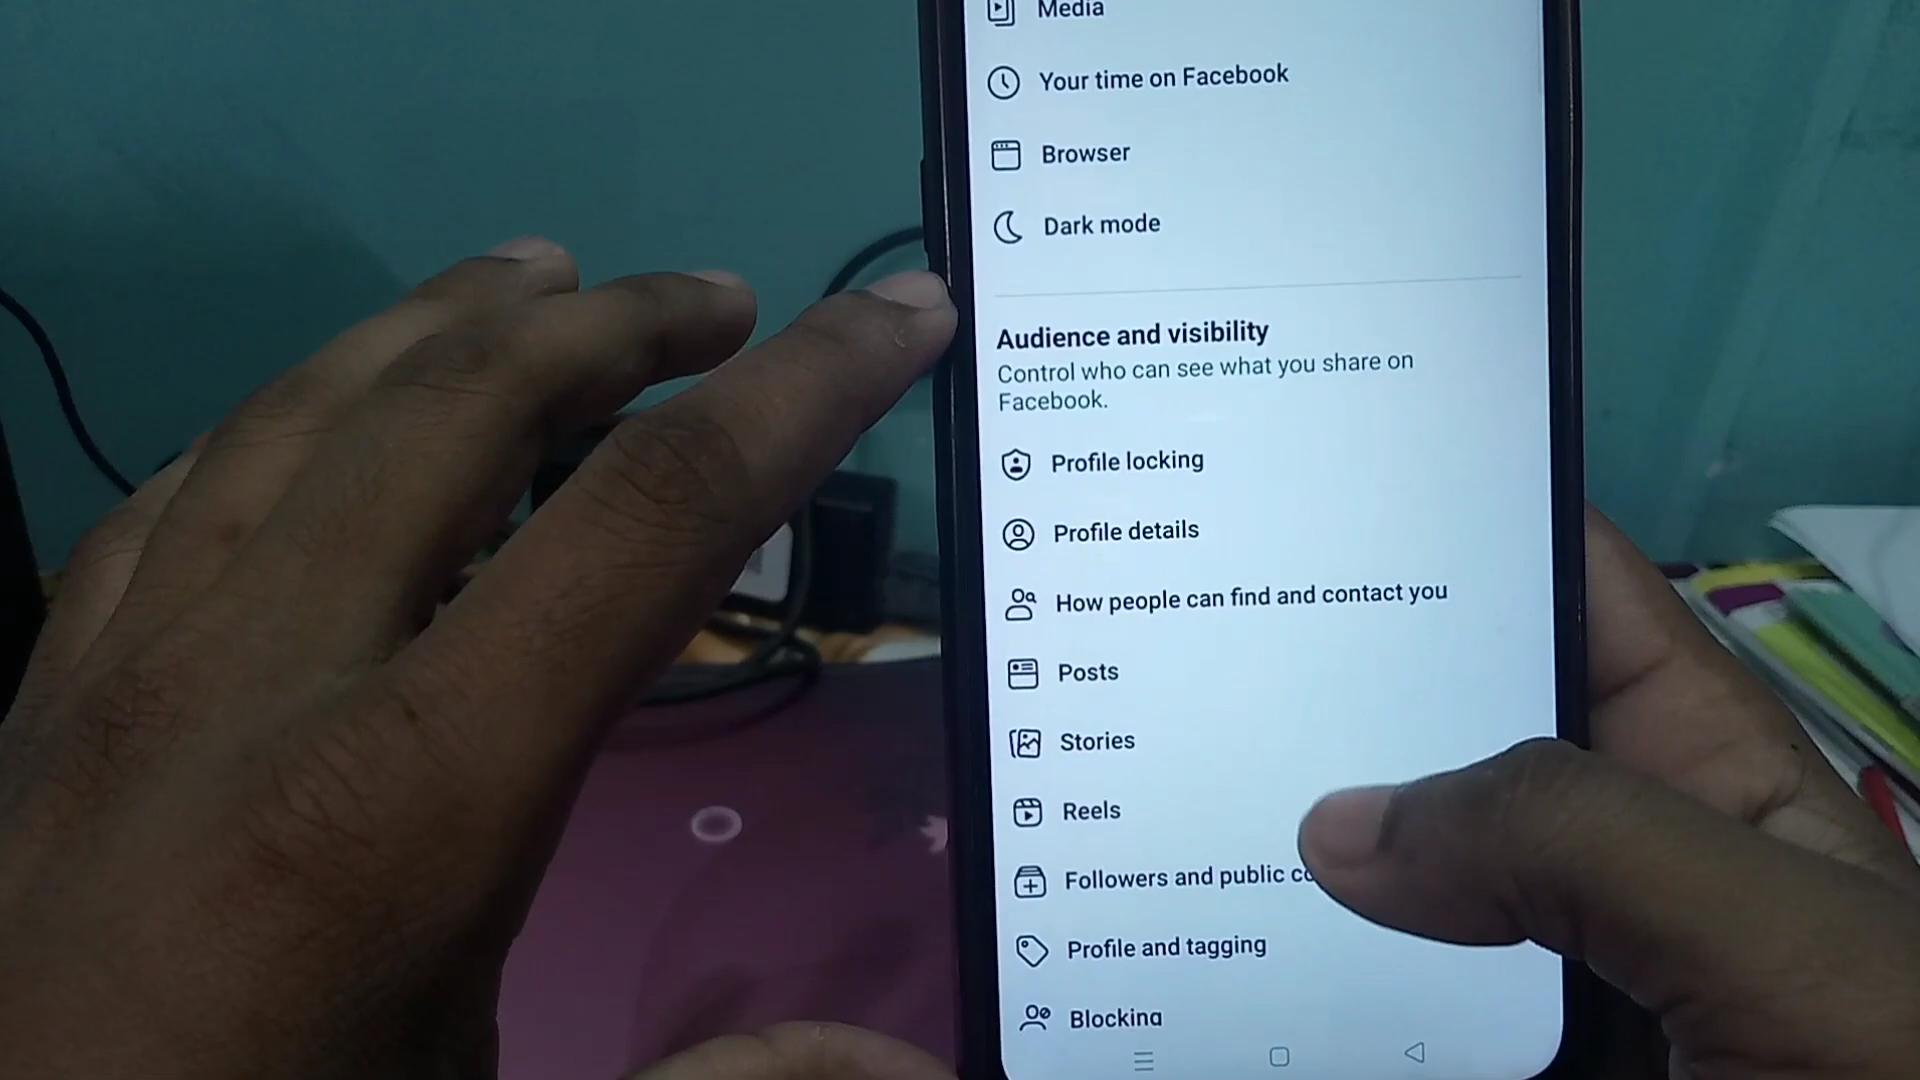 Media
Your time on Facebook
Browser
Dark mode
Audience and visibility
Control who can see what you share on
Facebook.
Profile locking
Profile details
How people can find and contact you
Posts
Stories
Reels
Followers and public
Profile and tagging
Blocking